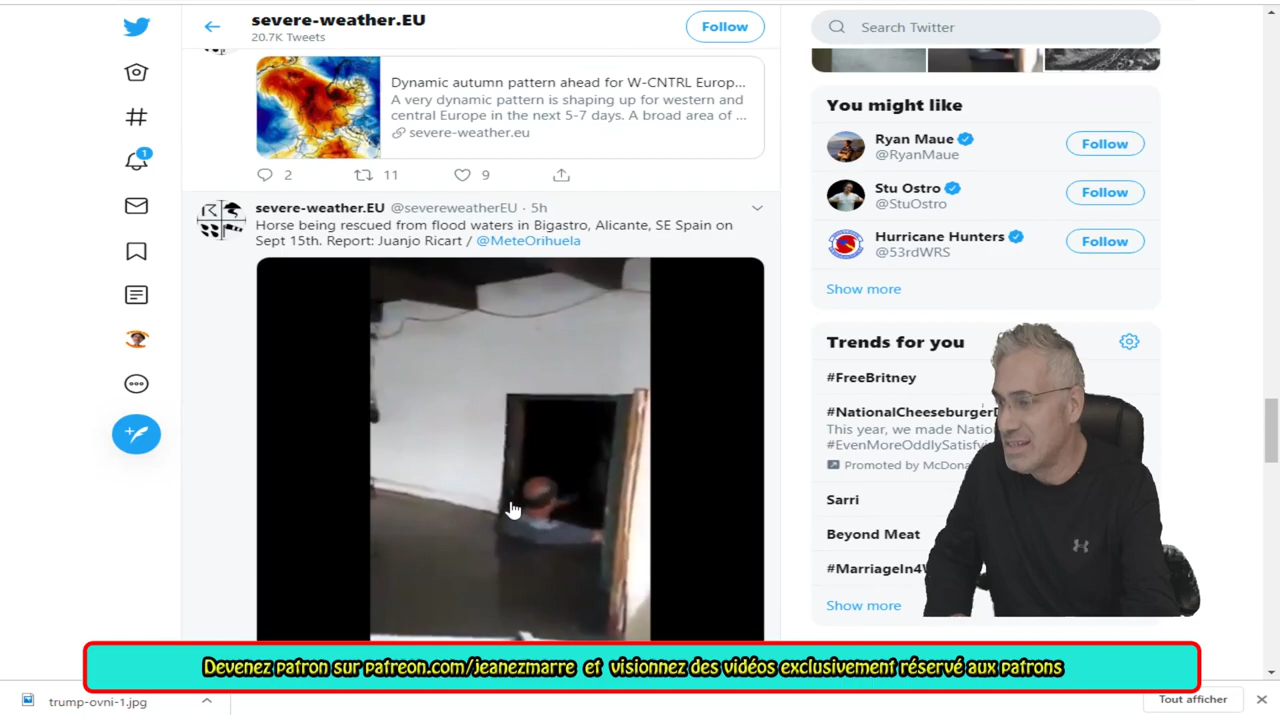 severe-weather.EU
20.7K Tweets
Follow
Search Twitter
Dynamic autumn pattern ahead for W-CNTRL Europ...
A very dynamic pattern is shaping up for western and
central Europe in the next 5-7 days. A broad area of ...
severe-weather.eu
2
11
9
severe-weather.EU @severeweatherEU · 5h
Horse being rescued from flood waters in Bigastro, Alicante, SE Spain on
Sept 15th. Report: Juanjo Ricart / @MeteOrihuela
1
You might like
Ryan Maue
@RyanMaue
Follow
Stu Ostro
@StuOstro
Follow
Hurricane Hunters
@53rdWRS
Follow
Show more
Trends for you
#FreeBritney
#NationalCheeseburger
This year, we made Natio
#EvenMoreOddlySatisfy
Promoted by McDona
Sarri
Beyond Meat
#MarriageIn4
Show more
Devenez patron sur patreon.com/jeanezmarre et visionnez des vidéos exclusivement réservé aux patrons
trump-ovni-1.jpg
Tout afficher